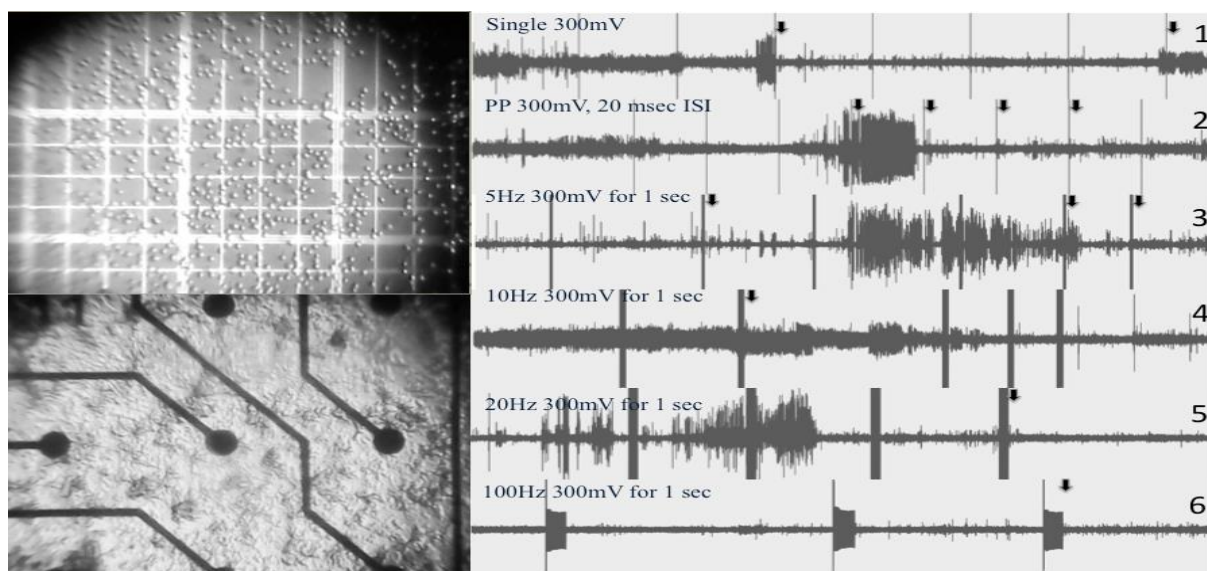 Single 300mV
1
PP 300mV, 20 msec ISI
2
5Hz 300mV for 1 sec
3
10Hz 300mV for 1 sec
4
20Hz 300mV for 1 sec
5
100Hz 300mV for 1 sec
6